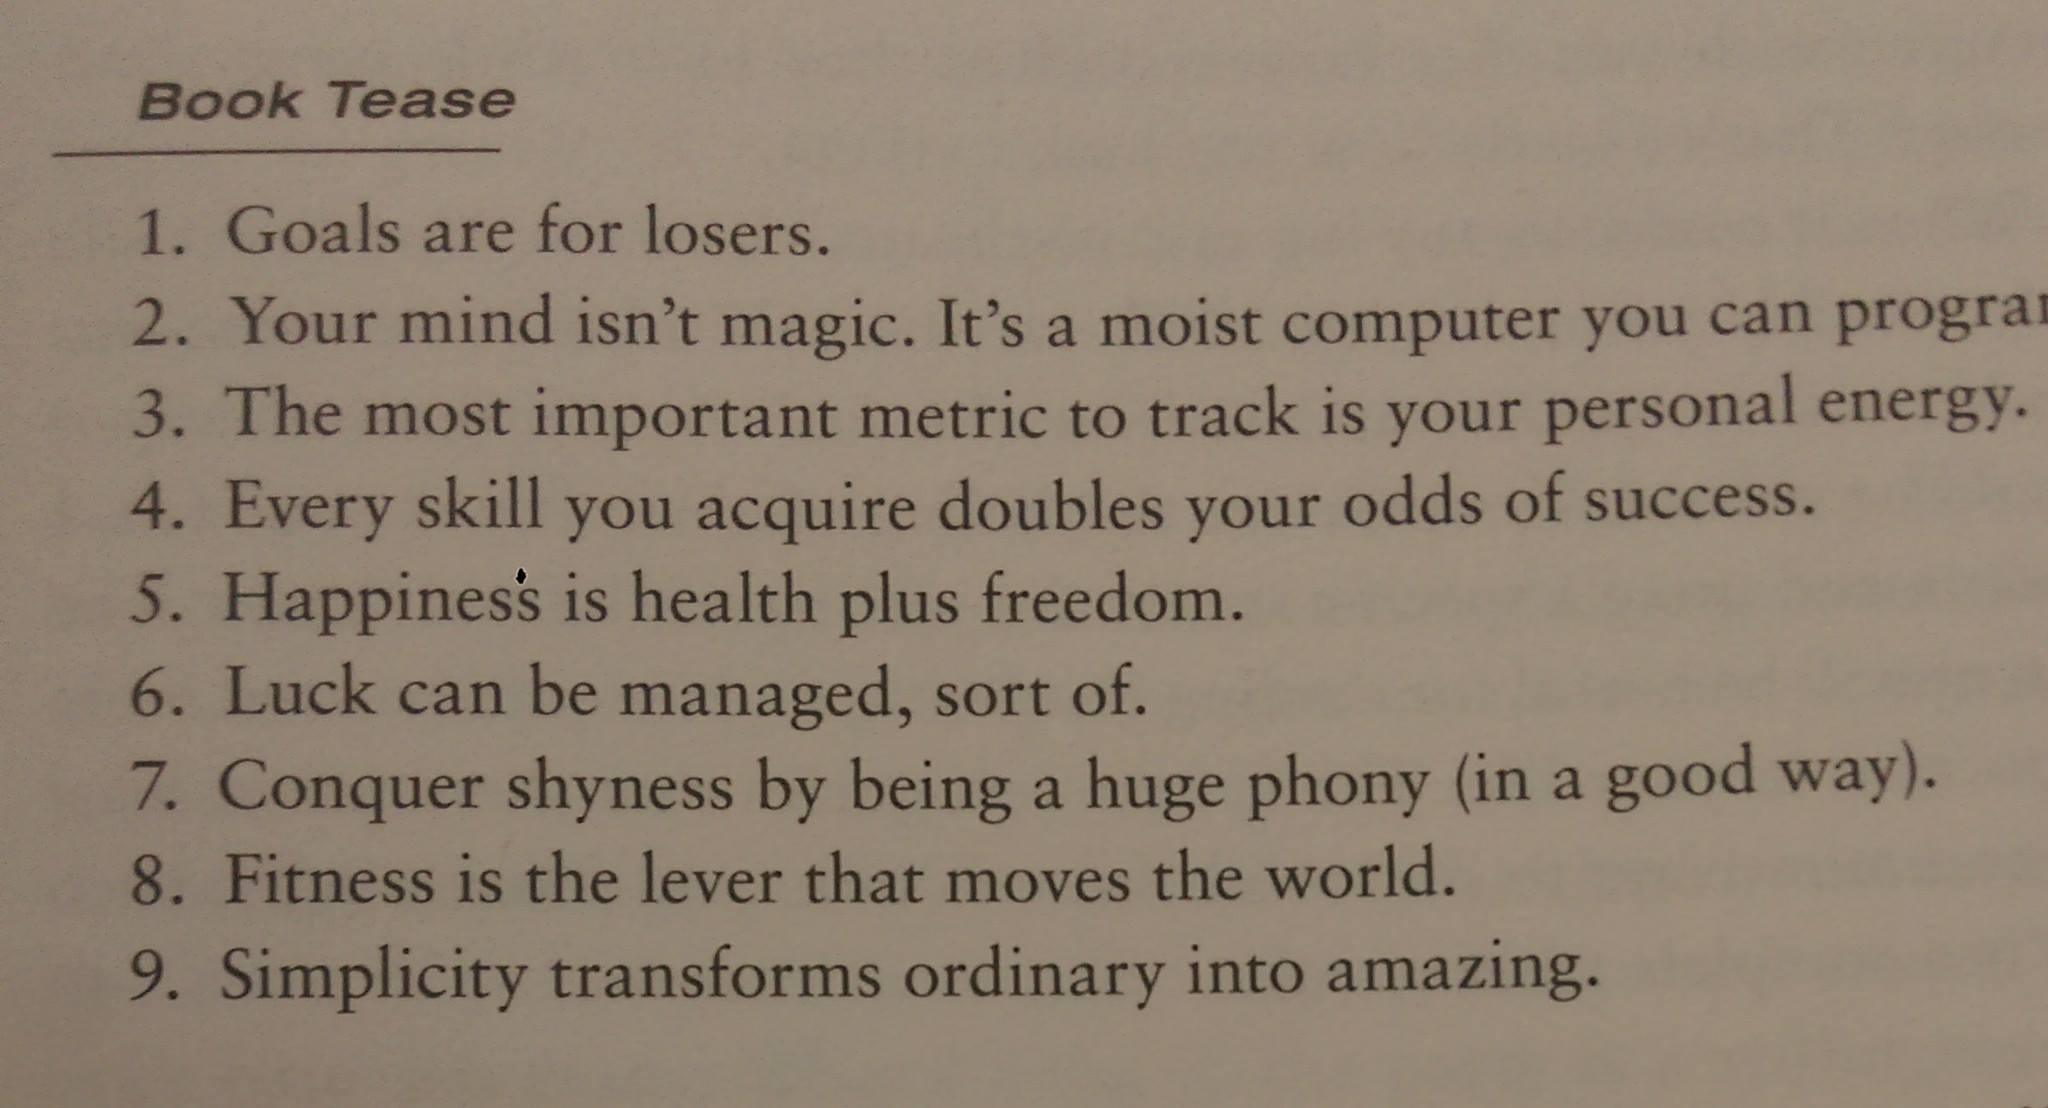 Book Tease
1. Goals are for losers.
2. Your mind isn't magic. It's a moist computer you can
3. The most important metric to track is your personal energy.
4. Every skill you acquire doubles your odds of success.
5. Happiness is health plus freedom.
6. Luck can be managed, sort of.
7. Conquer shyness by being a huge phony (in a good way).
8. Fitness is the lever that moves the world.
9. Simplicity transforms ordinary into amazing.